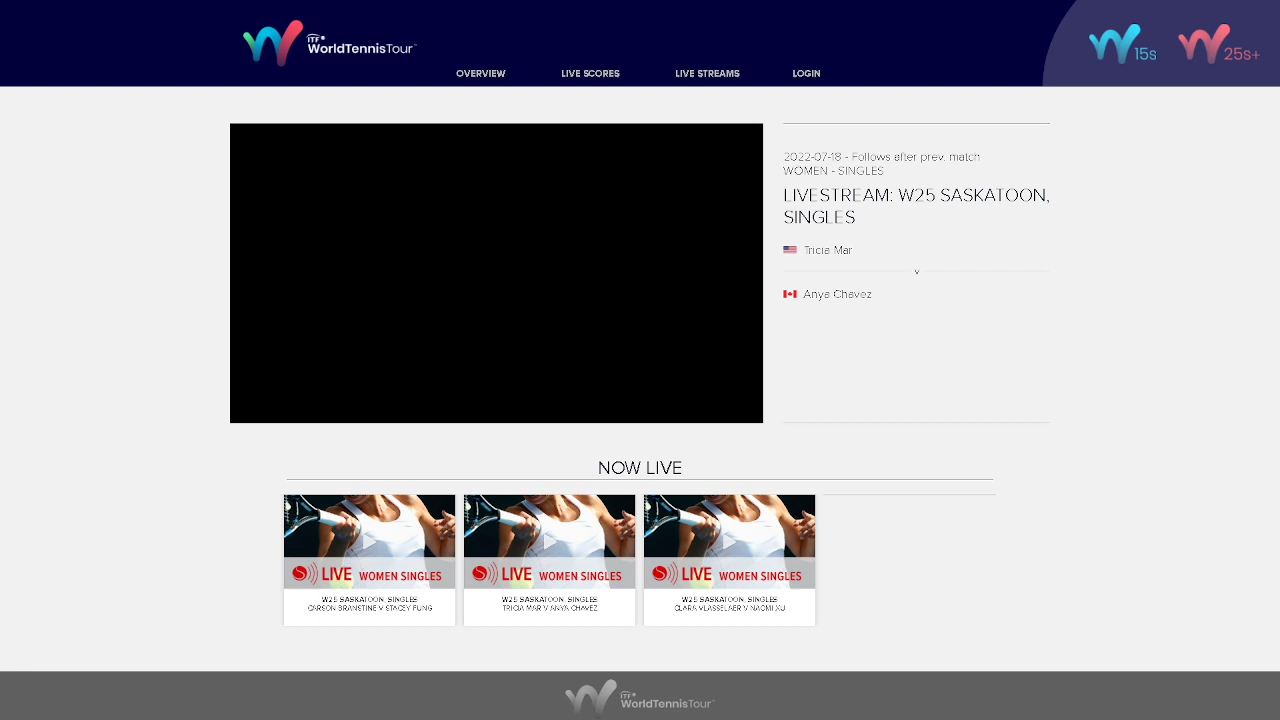 ITF
WorldTennisTour
15s
25s+
OVERVIEW
LIVE SCORES
LIVE STREAMS
LOGIN
2022-07-18 - Follows after prev. match
WOMEN - SINGLES
LIVESTREAM: W25 SASKATOON,
SINGLES
Tricia Mar
v
Anya Chavez
NOW LIVE
LIVE WOMEN SINGLES
W25 SASKATOON, SINGLES
CARSON BRANSTINE V STACEY FUNG
LIVE WOMEN SINGLES
W25 SASKATOON, SINGLES
TRICIA MAR V ANYA CHAVEZ
LIVE WOMEN SINGLES
W25 SASKATOON, SINGLES
CLARA VLASSELAER V NAOMI XU
ITF
WorldTennisTour